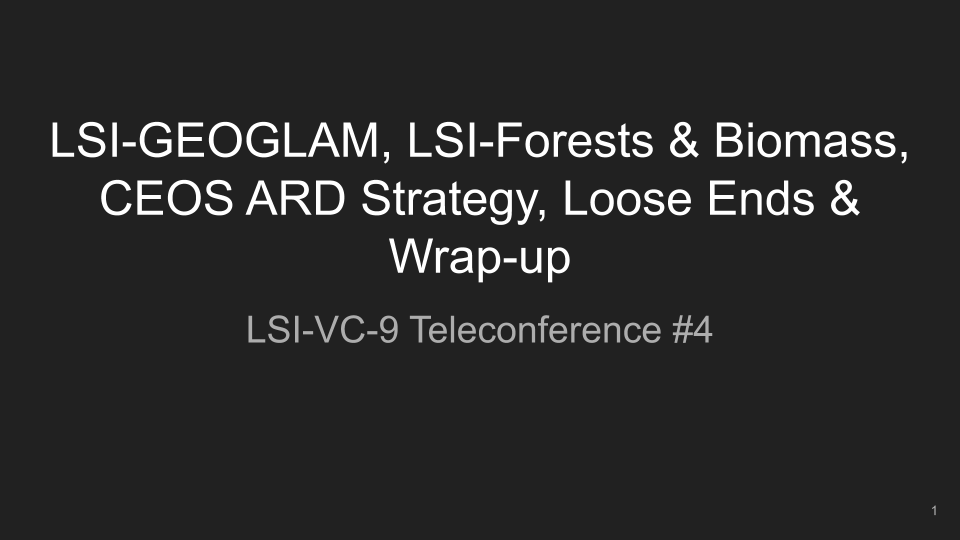 LSI-GEOGLAM, LSI-Forests & Biomass,
CEOS ARD Strategy, Loose Ends &
Wrap-up
LSI-VC-9 Teleconference #4
1